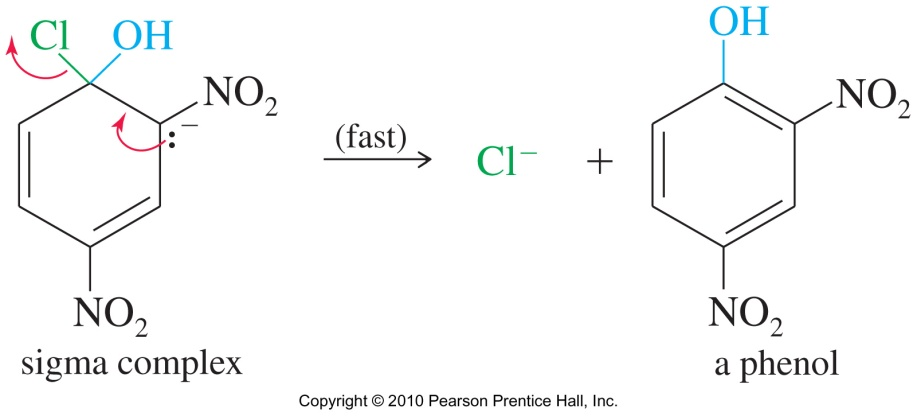 Cl OH
NO₂
:⁻
NO₂
sigma complex
(fast)
Cl⁻ +
OH
NO₂
NO₂
a phenol
Copyright © 2010 Pearson Prentice Hall, Inc.